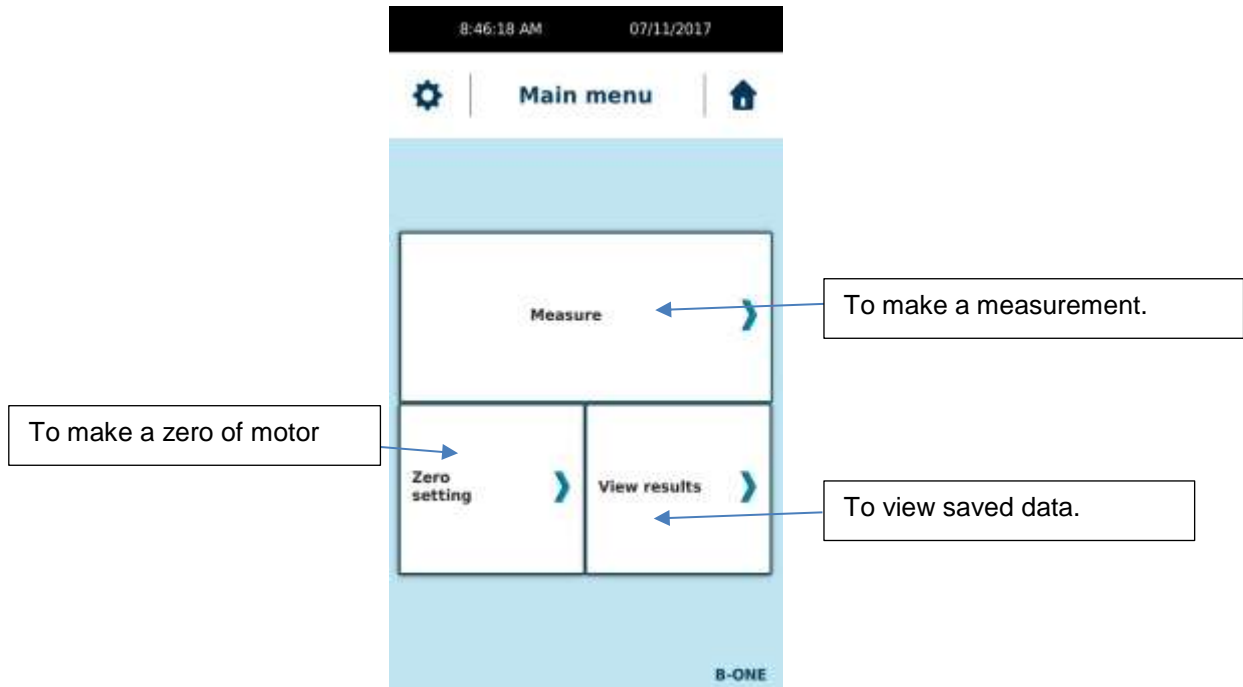 8:46:18 AM 07/11/2017
Main menu
Measure
To make a measurement.
To make a zero of motor
Zero
setting
View results
To view saved data.
B-ONE